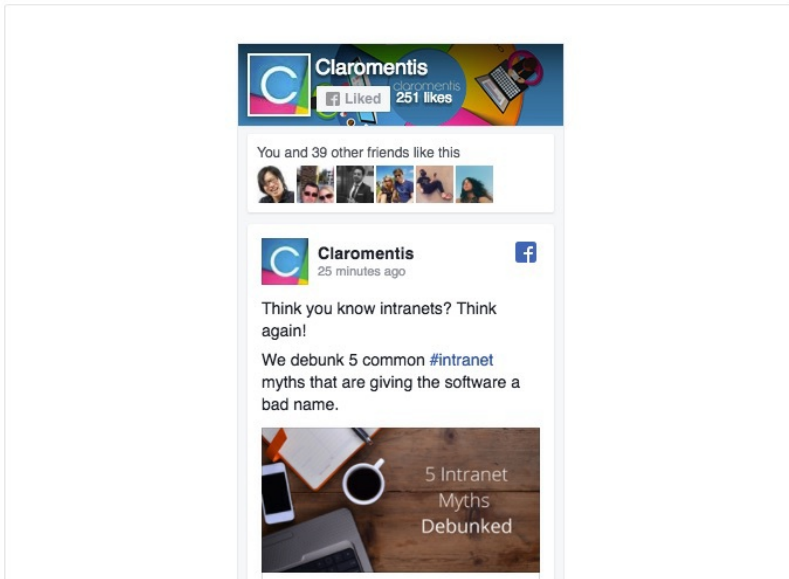 Claromentis
claromentis
Liked
251 likes
You and 39 other friends like this
Claromentis
25 minutes ago
Think you know intranets? Think
again!
We debunk 5 common #intranet
myths that are giving the software a
bad name.
5 Intranet
Myths
Debunked